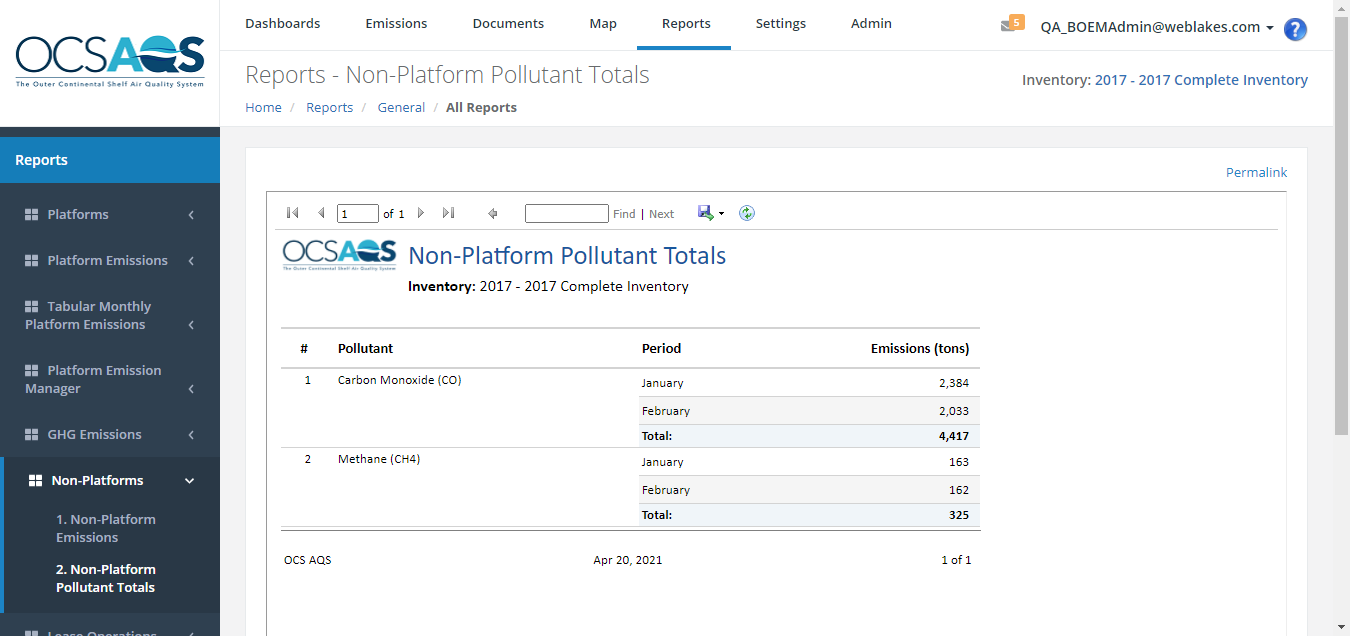 OCSAQS
The Outer Continental Shelf Air Quality System
Dashboards Emissions Documents Map Reports Settings Admin
5 QA_BOEMAdmin@weblakes.com ?
Reports - Non-Platform Pollutant Totals
Inventory: 2017 - 2017 Complete Inventory
Home / Reports / General / All Reports
Reports
Platforms
Platform Emissions
Tabular Monthly
Platform Emissions
Platform Emission
Manager
GHG Emissions
Non-Platforms
1. Non-Platform
Emissions
2. Non-Platform
Pollutant Totals
Lease Operations
Permalink
1 of 1 Find | Next
OCSAQS
The Outer Continental Shelf Air Quality System
Non-Platform Pollutant Totals
Inventory: 2017 - 2017 Complete Inventory
# Pollutant Period Emissions (tons)
1 Carbon Monoxide (CO) January 2,384
February 2,033
Total: 4,417
2 Methane (CH4) January 163
February 162
Total: 325
OCS AQS Apr 20, 2021 1 of 1